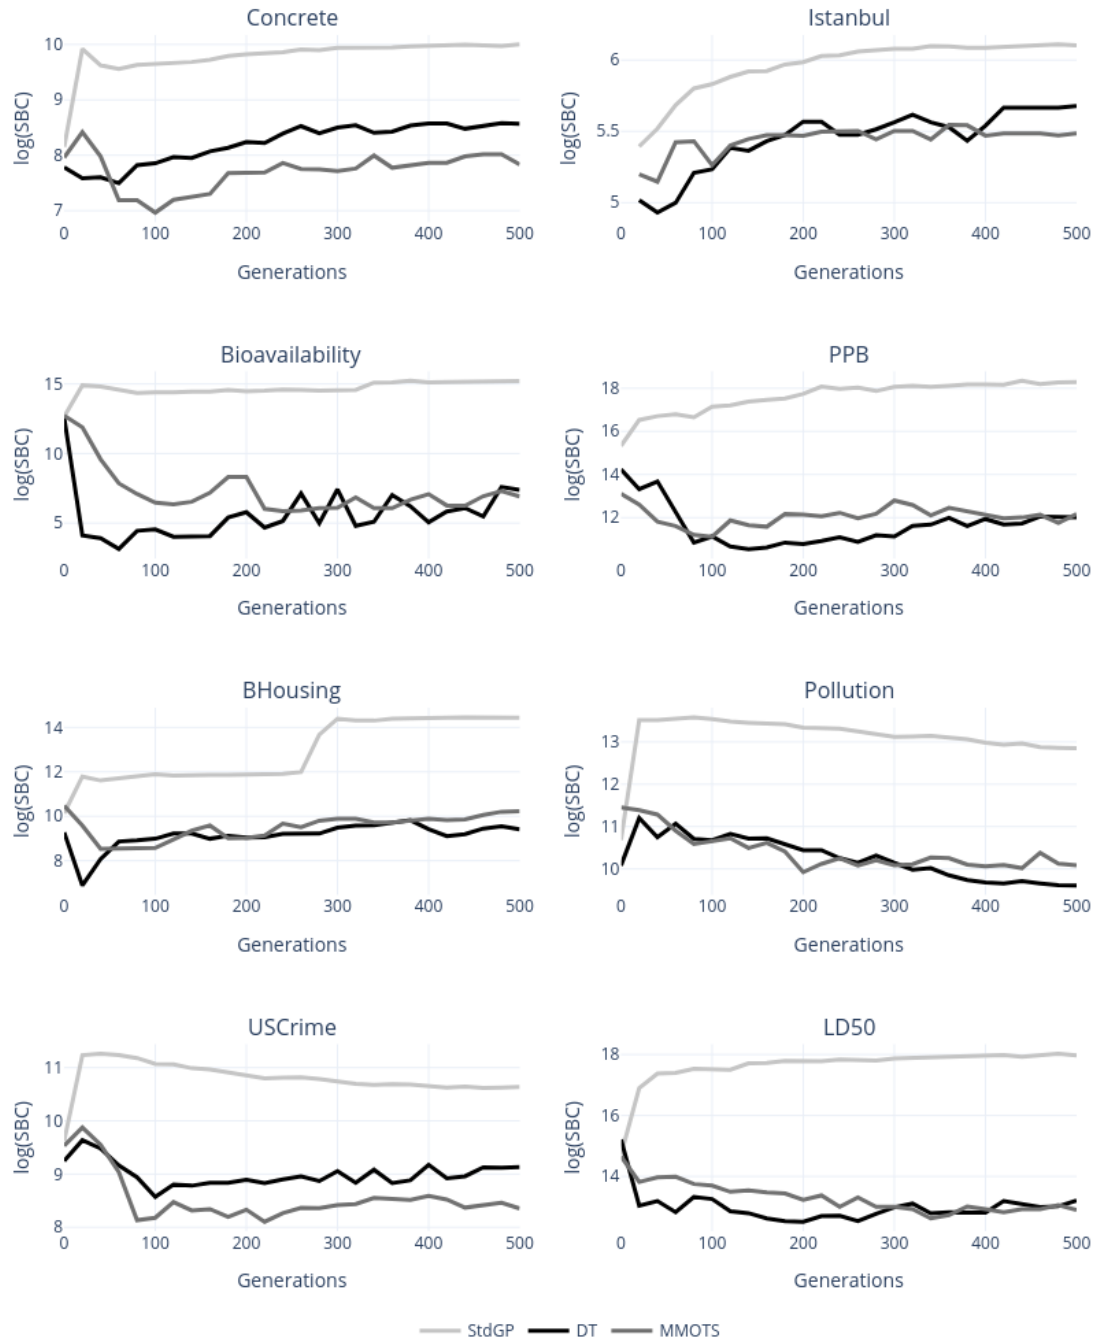 Concrete
10
9
8
7
log(SBC)
0 100 200 300 400 500
Generations
Istanbul
6
5.5
5
log(SBC)
0 100 200 300 400 500
Generations
Bioavailability
15
10
5
log(SBC)
0 100 200 300 400 500
Generations
PPB
18
16
14
12
log(SBC)
0 100 200 300 400 500
Generations
BHousing
14
12
10
8
log(SBC)
0 100 200 300 400 500
Generations
Pollution
13
12
11
10
log(SBC)
0 100 200 300 400 500
Generations
USCrime
11
10
9
8
log(SBC)
0 100 200 300 400 500
Generations
LD50
18
16
14
log(SBC)
0 100 200 300 400 500
Generations
StdGP DT MMOTS